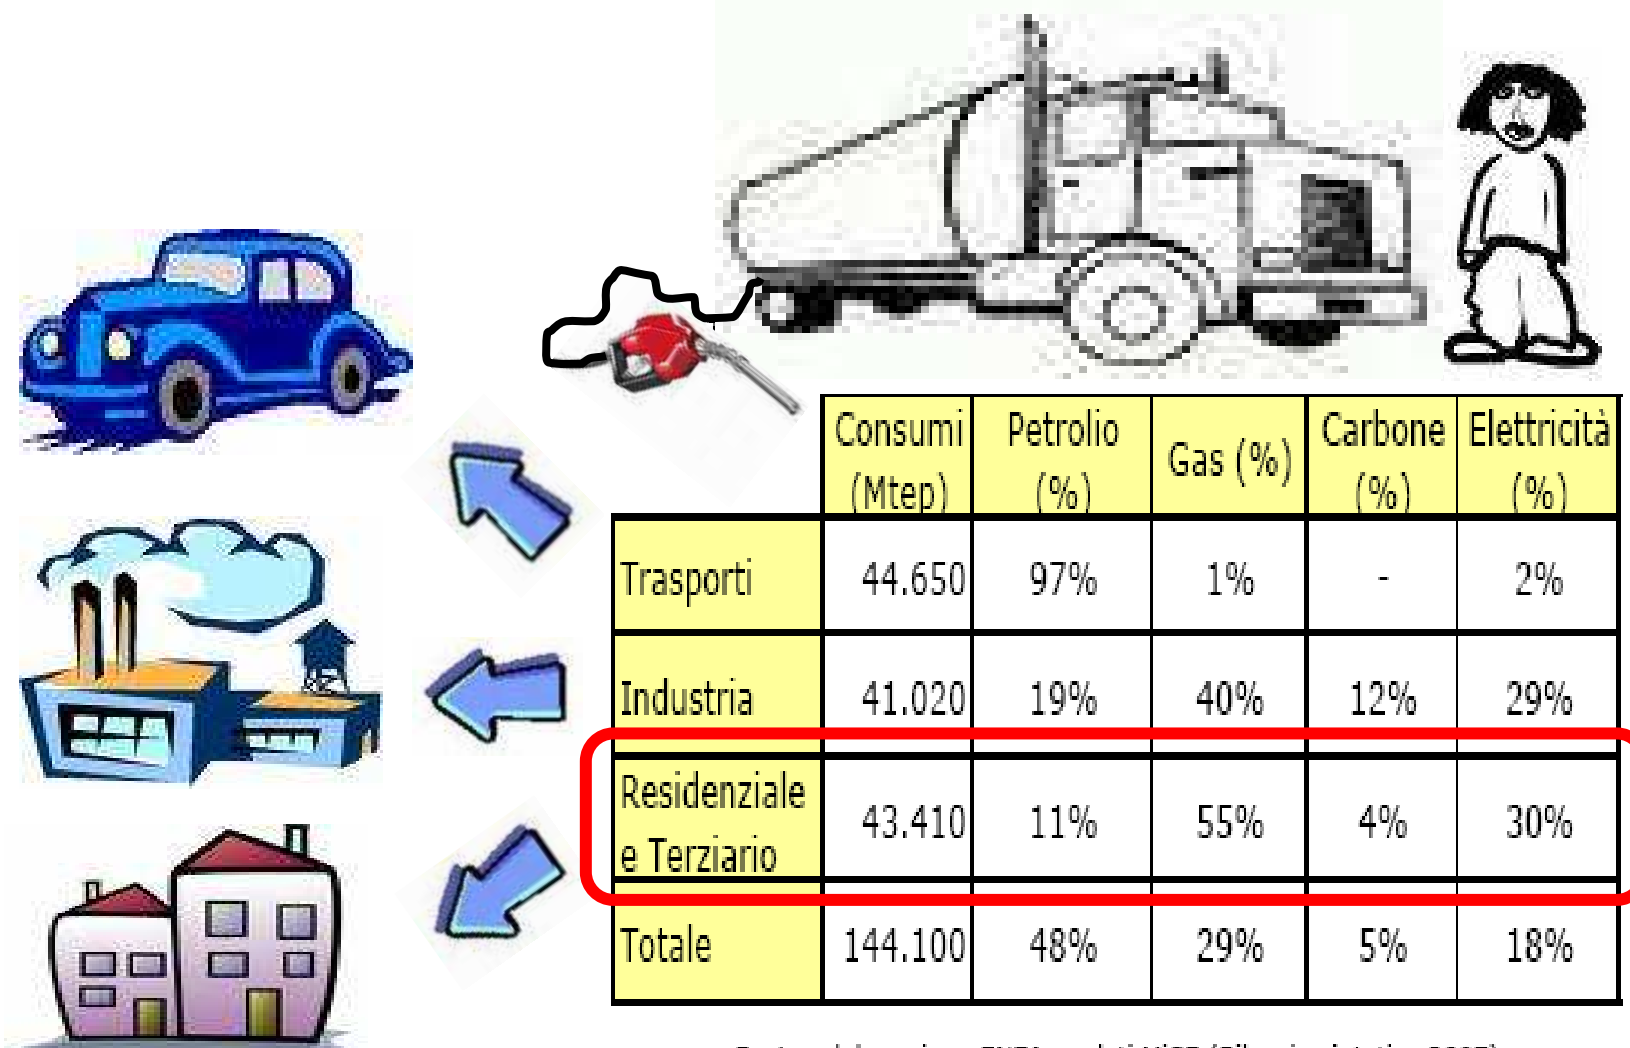 Consumi (Mtep) Petrolio (%) Gas (%) Carbone (%) Elettricità (%)
Trasporti 44.650 97% 1% - 2%
Industria 41.020 19% 40% 12% 29%
Residenziale e Terziario 43.410 11% 55% 4% 30%
Totale 144.100 48% 29% 5% 18%